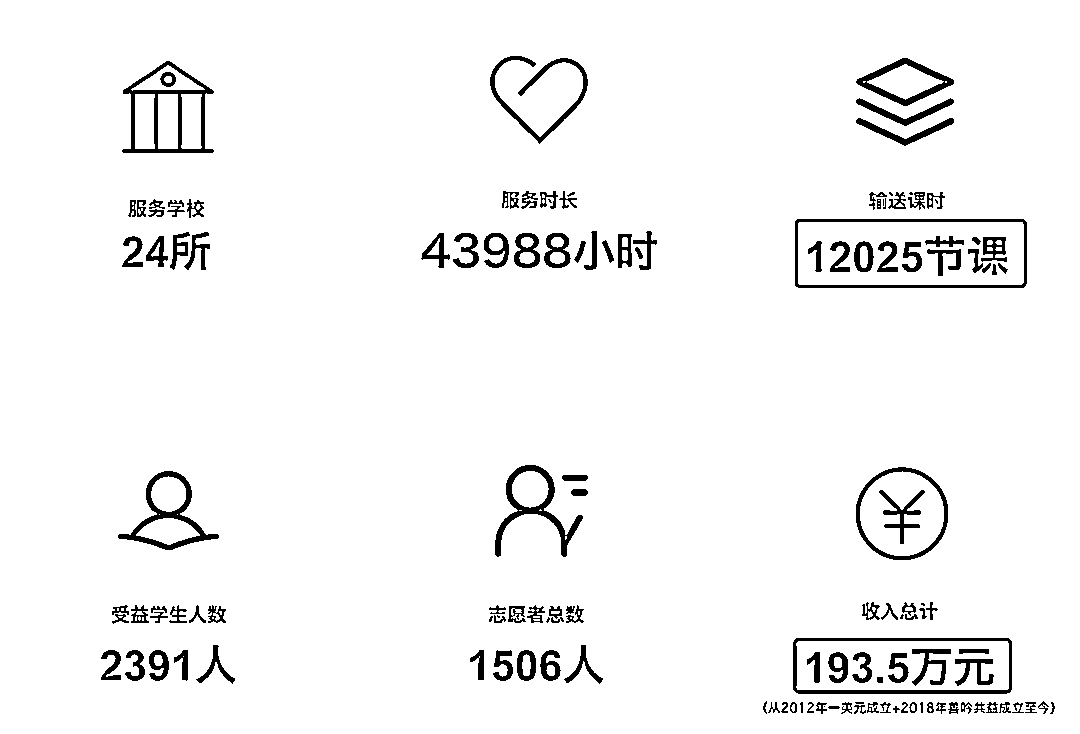 服务学校
24所
服务时长
43988小时
输送课时
12025节课
受益学生人数
2391人
志愿者总数
1506人
收入总计
193.5万元
(从2012年一英元成立+2018年善吟共益成立至今)